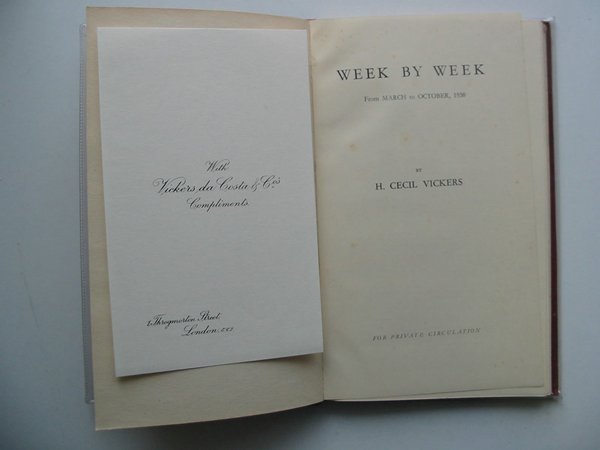 With
Vickers, da Costa & Co's
Compliments.
1 Throgmorton Street,
London, E.C.2.
WEEK BY WEEK
From MARCH to OCTOBER, 1930
BY
H. CECIL VICKERS
FOR PRIVATE CIRCULATION